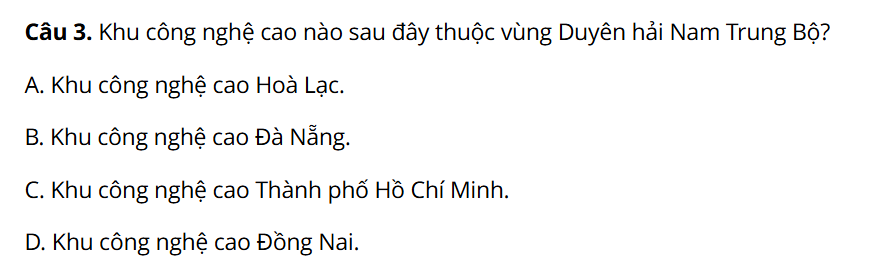 Câu 3. Khu công nghệ cao nào sau đây thuộc vùng Duyên hải Nam Trung Bộ?
A. Khu công nghệ cao Hoà Lạc.
B. Khu công nghệ cao Đà Nẵng.
C. Khu công nghệ cao Thành phố Hồ Chí Minh.
D. Khu công nghệ cao Đồng Nai.